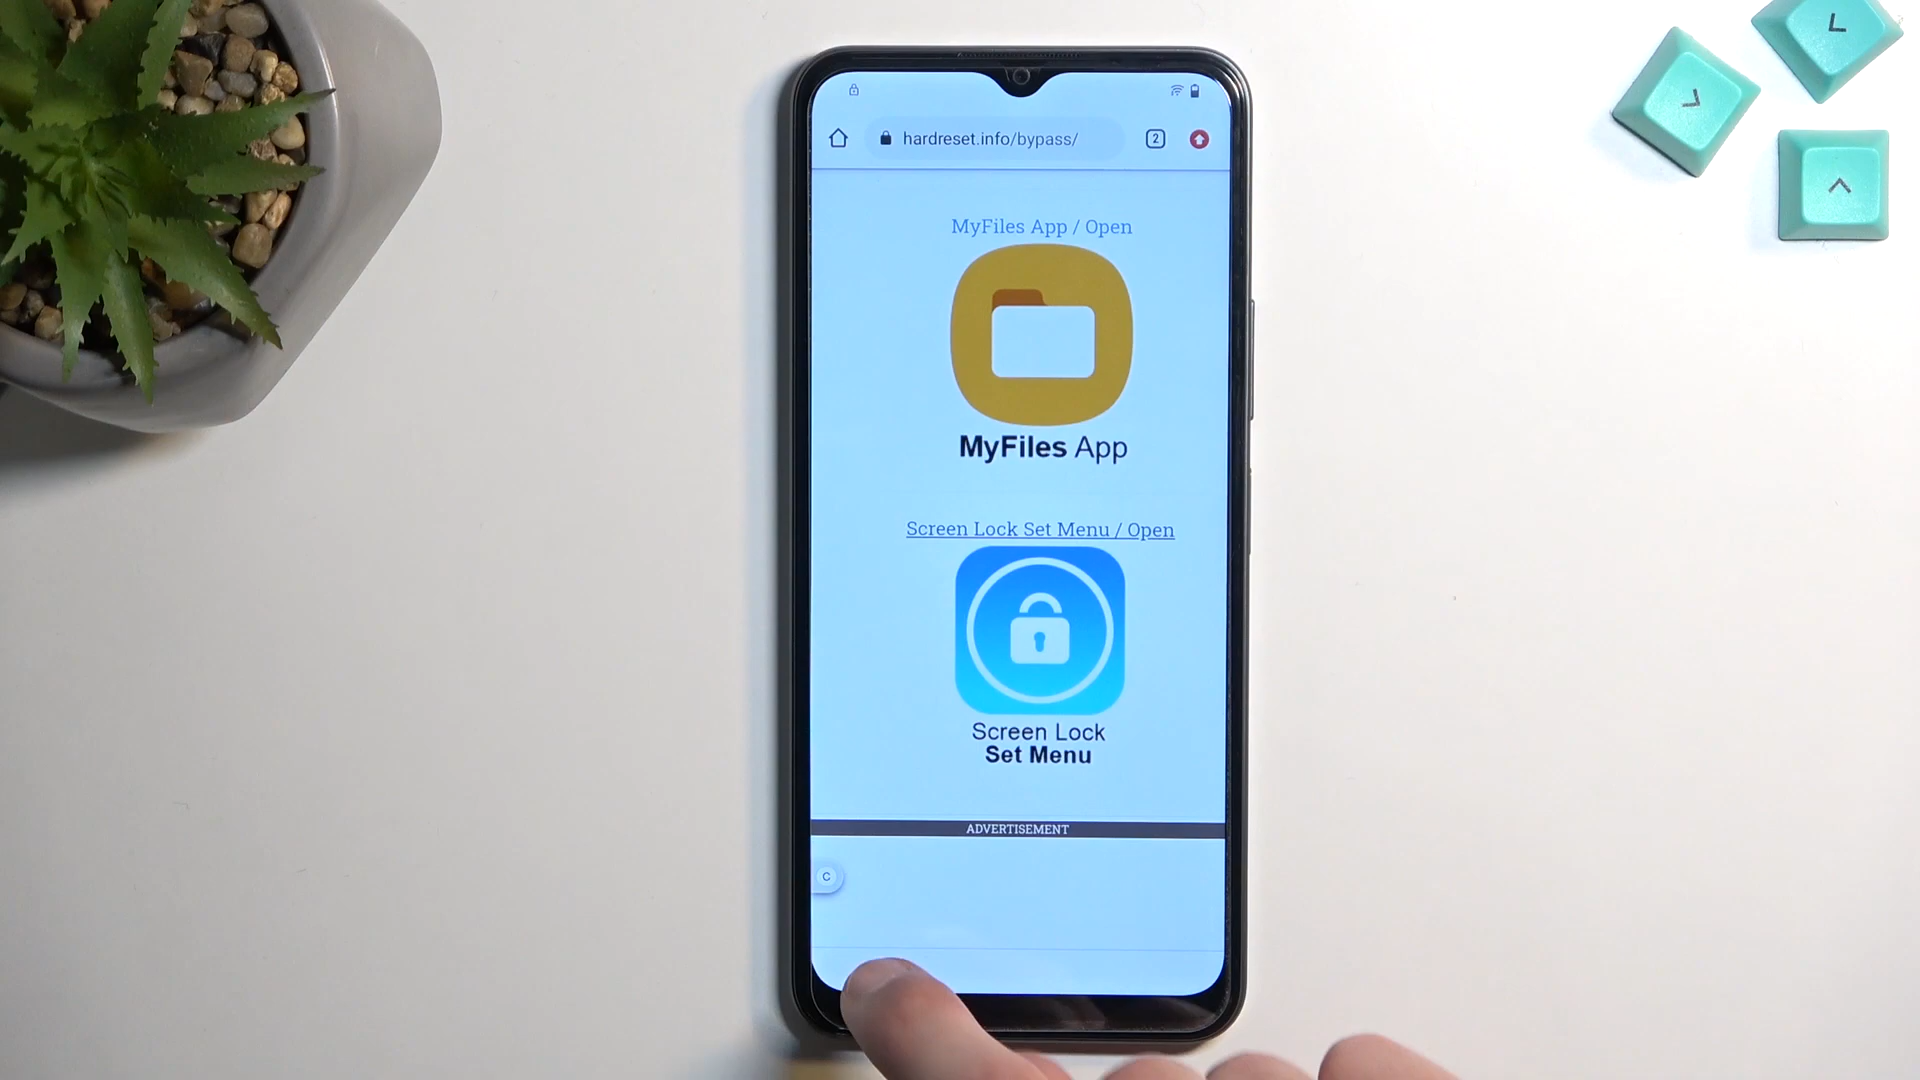 hardreset.info/bypass/
2
MyFiles App / Open
MyFiles App
Screen Lock Set Menu / Open
Screen Lock
Set Menu
ADVERTISEMENT
C